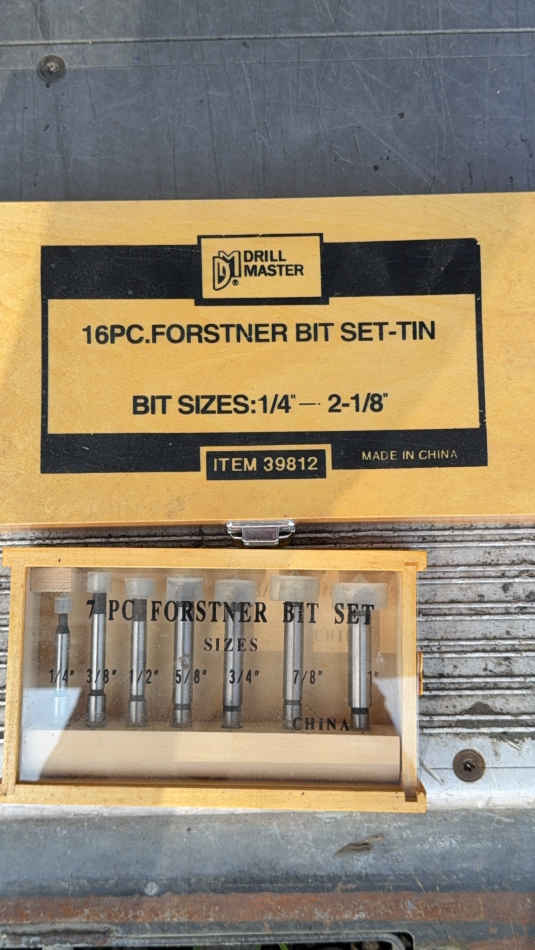 DM® DRILL
MASTER
16PC.FORSTNER BIT SET-TIN
BIT SIZES:1/4"— 2-1/8"
ITEM 39812
MADE IN CHINA
7 PC FORSTNER BIT SET
SIZES
1/4" 3/8" 1/2" 5/8" 3/4" 7/8" 1"
CHINA